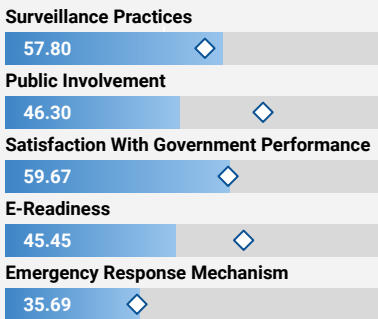 Surveillance Practices
57.80
Public Involvement
46.30
Satisfaction With Government Performance
59.67
E-Readiness
45.45
Emergency Response Mechanism
35.69